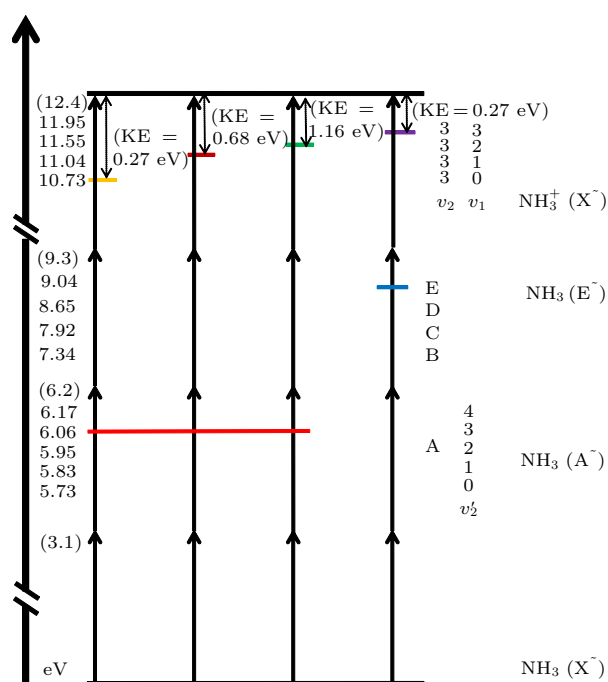 (12.4)
11.95
11.55
11.04
10.73
(KE =
0.27 eV)
(KE =
0.68 eV)
(KE =
1.16 eV)
(KE = 0.27 eV)
3 3
3 2
3 1
3 0
v₂ v₁
NH₃⁺ (X˜)
(9.3)
9.04
8.65
7.92
7.34
E
D
C
B
NH₃ (E˜)
(6.2)
6.17
6.06
5.95
5.83
5.73
A
4
3
2
1
0
v₂′
NH₃ (A˜)
(3.1)
eV
NH₃ (X˜)